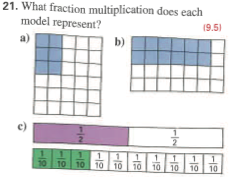 21. What fraction multiplication does each
model represent?
(9.5)
a)
b)
c)
1/2 1/2
1/10 1/10 1/10 1/10 1/10 1/10 1/10 1/10 1/10 1/10